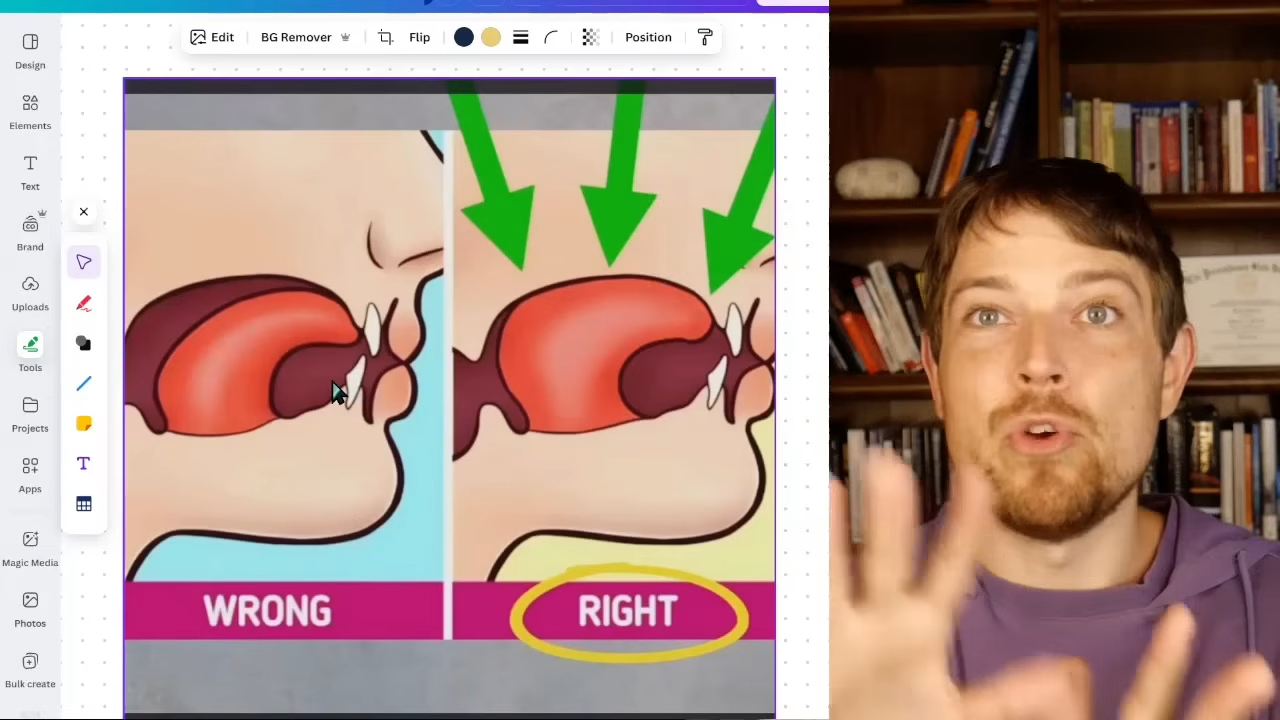 Edit
BG Remover
Flip
Position
Design
Elements
Text
Brand
Uploads
Tools
Projects
Apps
Magic Media
Photos
Bulk create
T
WRONG
RIGHT